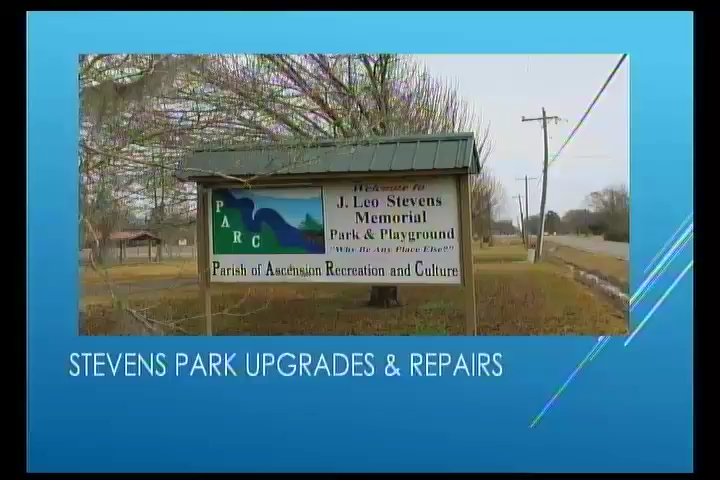 Welcome to
J. Leo Stevens
Memorial
Park & Playground
"Why Be Any Place Else?"
PARC
Parish of Ascension Recreation and Culture
STEVENS PARK UPGRADES & REPAIRS